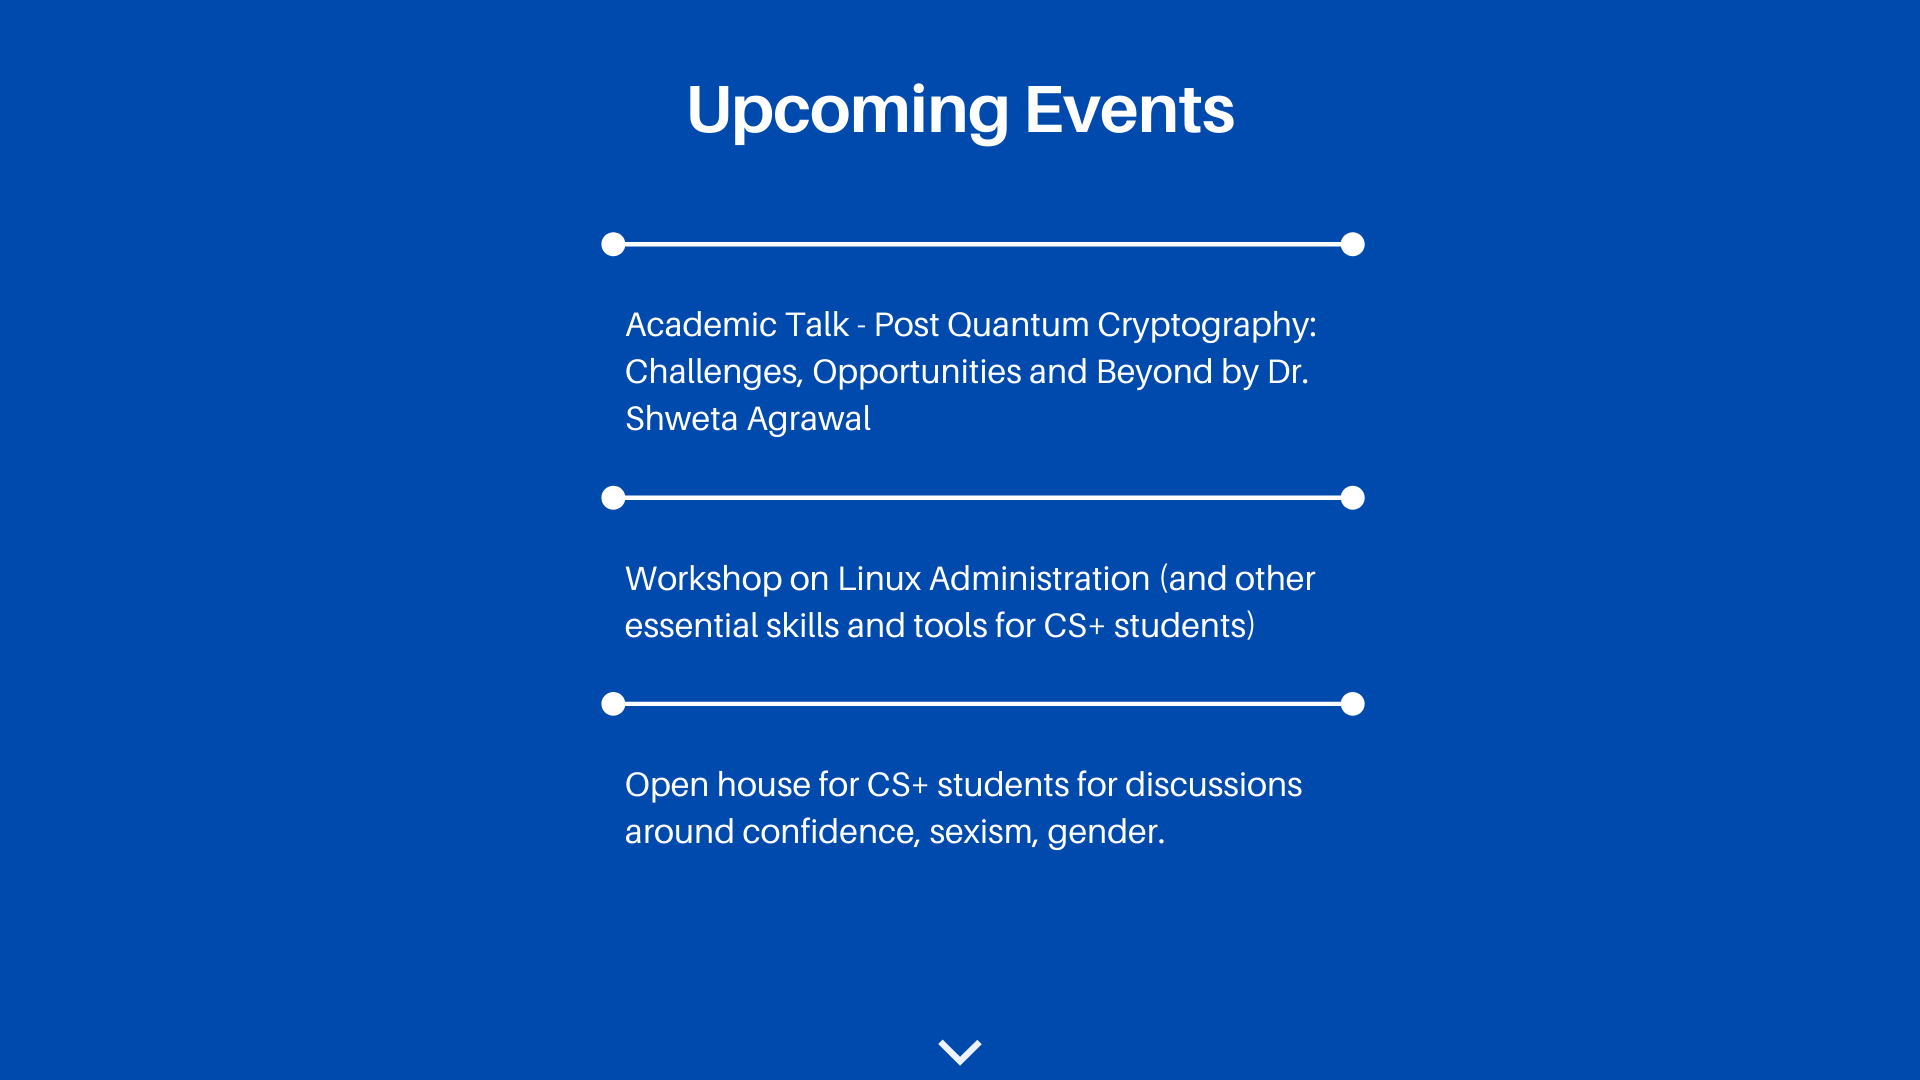 Upcoming Events
Academic Talk - Post Quantum Cryptography:
Challenges, Opportunities and Beyond by Dr.
Shweta Agrawal
Workshop on Linux Administration (and other
essential skills and tools for CS+ students)
Open house for CS+ students for discussions
around confidence, sexism, gender.